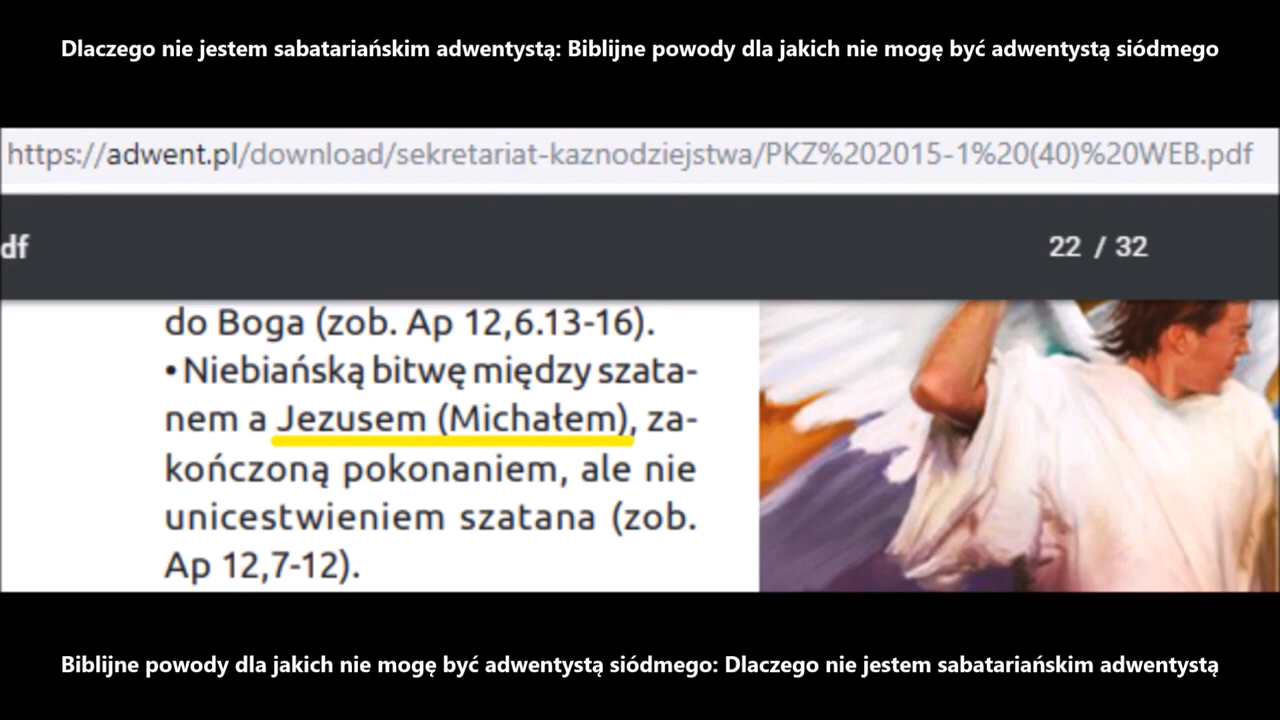 Dlaczego nie jestem sabatariańskim adwentystą: Biblijne powody dla jakich nie mogę być adwentystą siódmego
https://adwent.pl/download/sekretariat-kaznodziejstwa/PKZ%202015-1%20(40)%20WEB.pdf
df
22 / 32
do Boga (zob. Ap 12,6.13-16).
• Niebiańską bitwę między szata-
nem a Jezusem (Michałem), za-
kończoną pokonaniem, ale nie
unicestwieniem szatana (zob.
Ap 12,7-12).
Biblijne powody dla jakich nie mogę być adwentystą siódmego: Dlaczego nie jestem sabatariańskim adwentystą